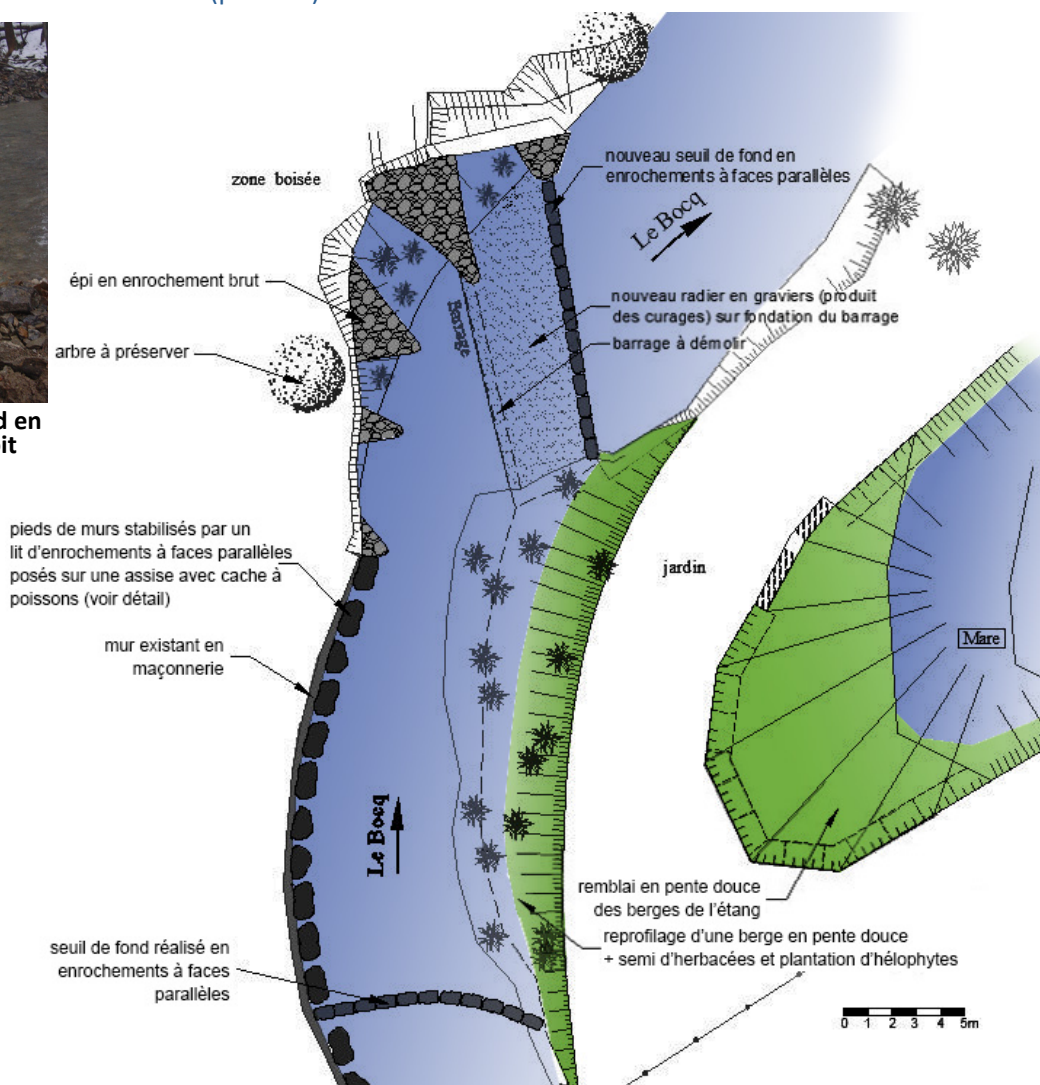 d en
it
zone boisée
épi en enrochement brut
arbre à préserver
nouveau seuil de fond en
enrochements à faces parallèles
Le Bocq
nouveau radier en graviers (produit
des curages) sur fondation du barrage
barrage à démolir
Barrage
pieds de murs stabilisés par un
lit d'enrochements à faces parallèles
posés sur une assise avec cache à
poissons (voir détail)
mur existant en
maçonnerie
jardin
Mare
Le Bocq
remblai en pente douce
des berges de l'étang
reprofilage d'une berge en pente douce
+ semi d'herbacées et plantation d'hélophytes
seuil de fond réalisé en
enrochements à faces
parallèles
0 1 2 3 4 5m